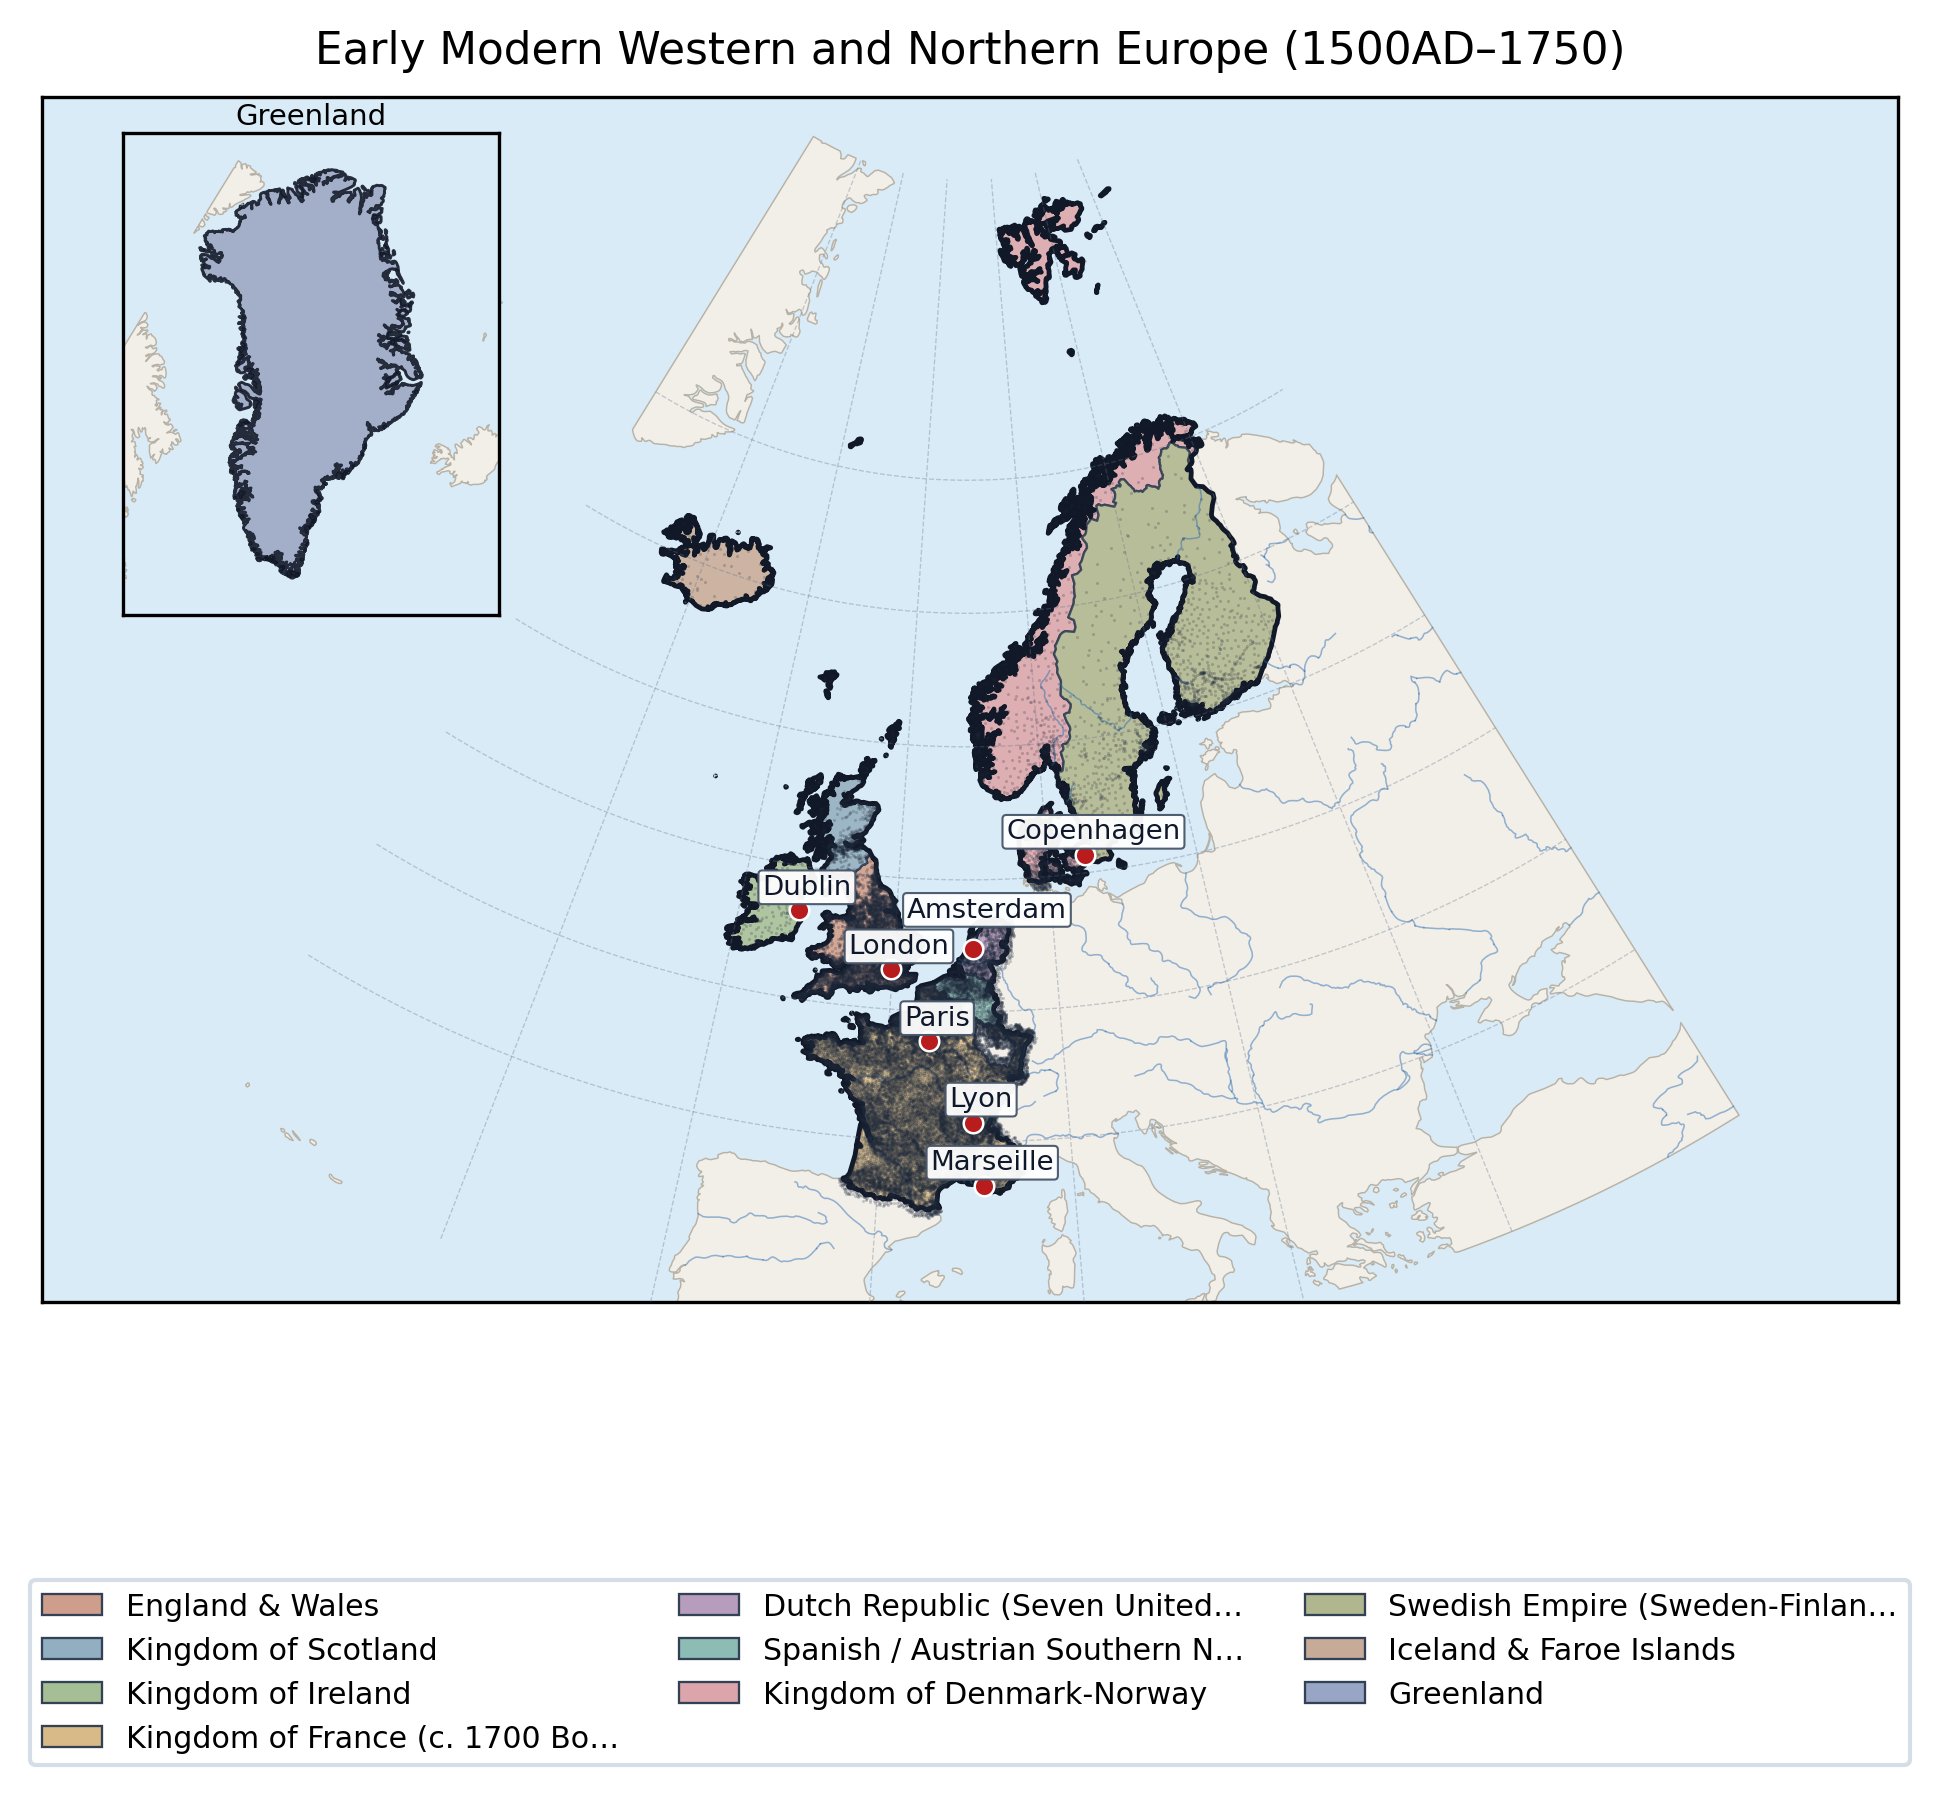 Early Modern Western and Northern Europe (1500AD–1750)
Greenland
Copenhagen
Dublin
Amsterdam
London
Paris
Lyon
Marseille
England & Wales
Kingdom of Scotland
Kingdom of Ireland
Kingdom of France (c. 1700 Bo...
Dutch Republic (Seven United...
Spanish / Austrian Southern N...
Kingdom of Denmark-Norway
Swedish Empire (Sweden-Finlan...
Iceland & Faroe Islands
Greenland